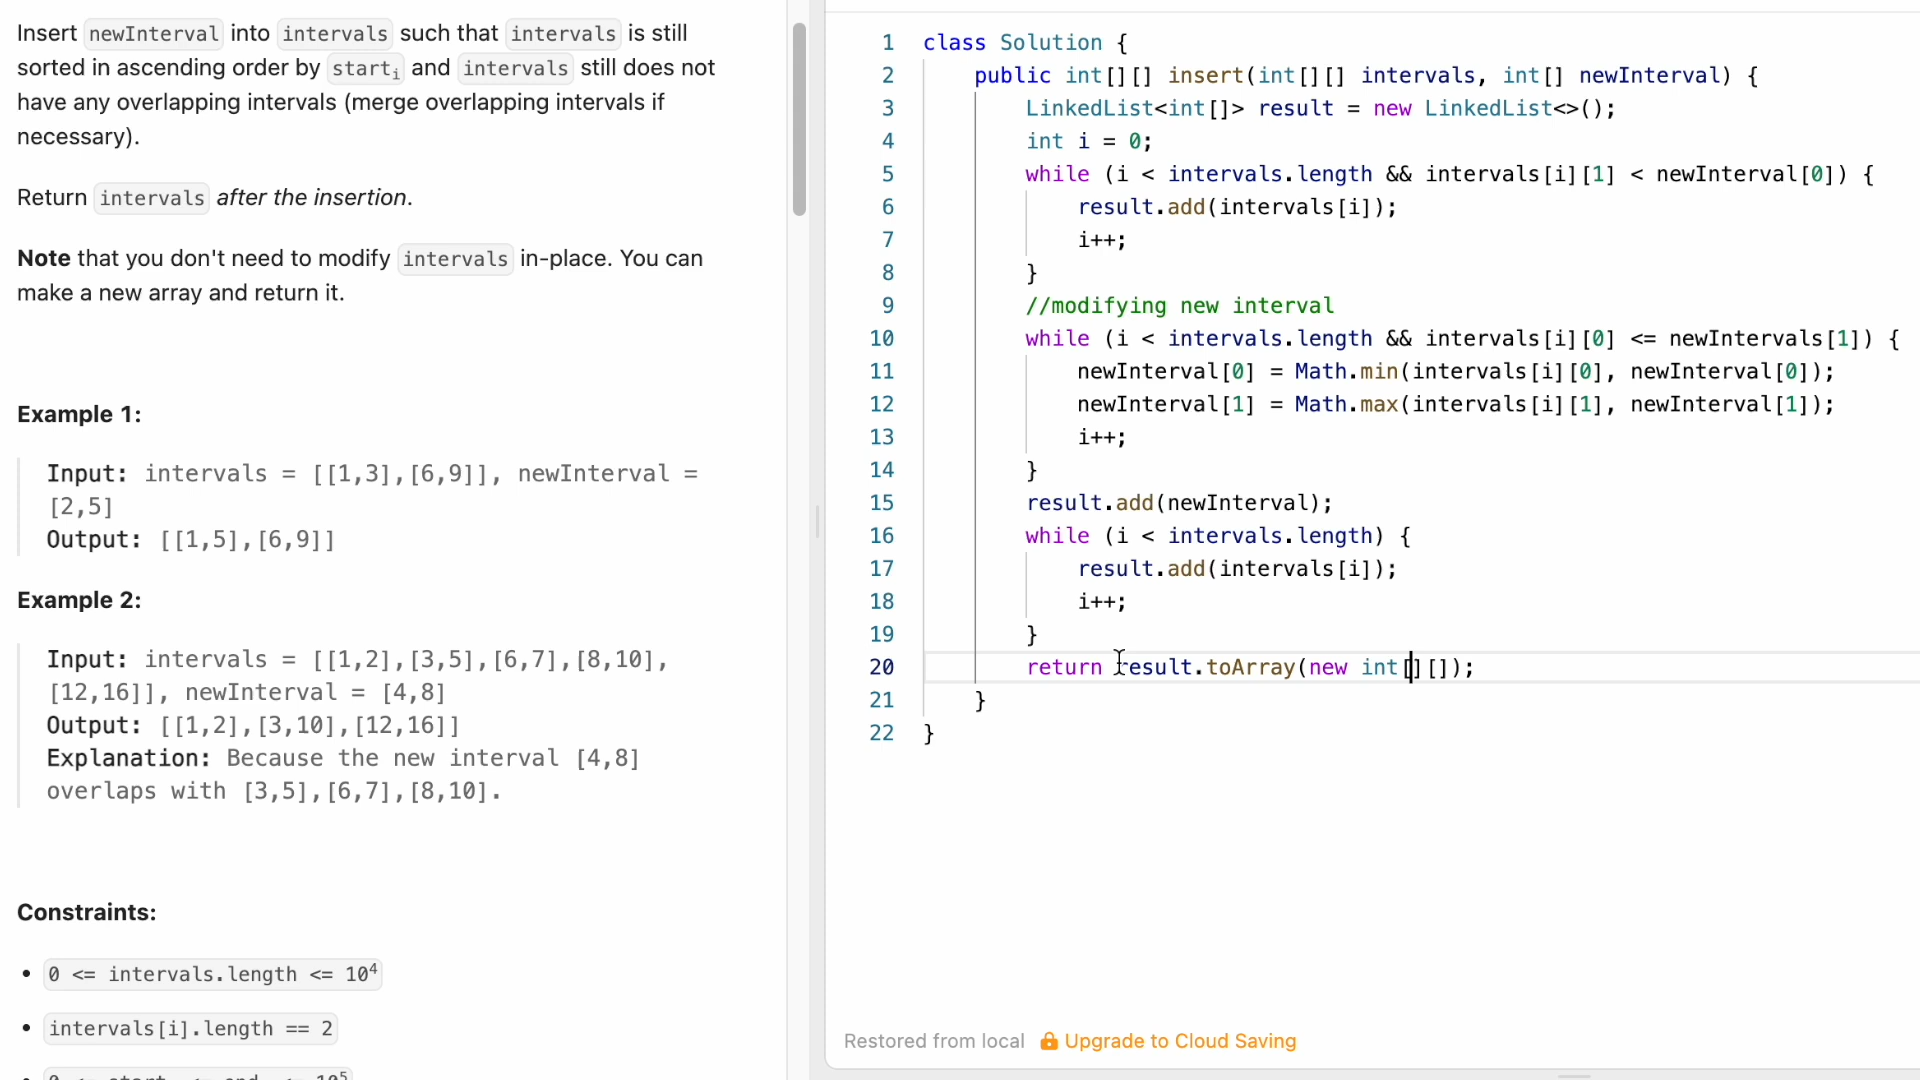 Insert newInterval into intervals such that intervals is still
sorted in ascending order by starti and intervals still does not
have any overlapping intervals (merge overlapping intervals if
necessary).
Return intervals after the insertion.
Note that you don't need to modify intervals in-place. You can
make a new array and return it.
Example 1:
Input: intervals = [[1,3],[6,9]], newInterval =
[2,5]
Output: [[1,5],[6,9]]
Example 2:
Input: intervals = [[1,2],[3,5],[6,7],[8,10],
[12,16]], newInterval = [4,8]
Output: [[1,2],[3,10],[12,16]]
Explanation: Because the new interval [4,8]
overlaps with [3,5],[6,7],[8,10].
Constraints:
• 0 <= intervals.length <= 10⁴
• intervals[i].length == 2
1 class Solution {
2 public int[][] insert(int[][] intervals, int[] newInterval) {
3 LinkedList<int[]> result = new LinkedList<>();
4 int i = 0;
5 while (i < intervals.length && intervals[i][1] < newInterval[0]) {
6 result.add(intervals[i]);
7 i++;
8 }
9 //modifying new interval
10 while (i < intervals.length && intervals[i][0] <= newIntervals[1]) {
11 newInterval[0] = Math.min(intervals[i][0], newInterval[0]);
12 newInterval[1] = Math.max(intervals[i][1], newInterval[1]);
13 i++;
14 }
15 result.add(newInterval);
16 while (i < intervals.length) {
17 result.add(intervals[i]);
18 i++;
19 }
20 return result.toArray(new int[][]);
21 }
22 }
Restored from local Upgrade to Cloud Saving